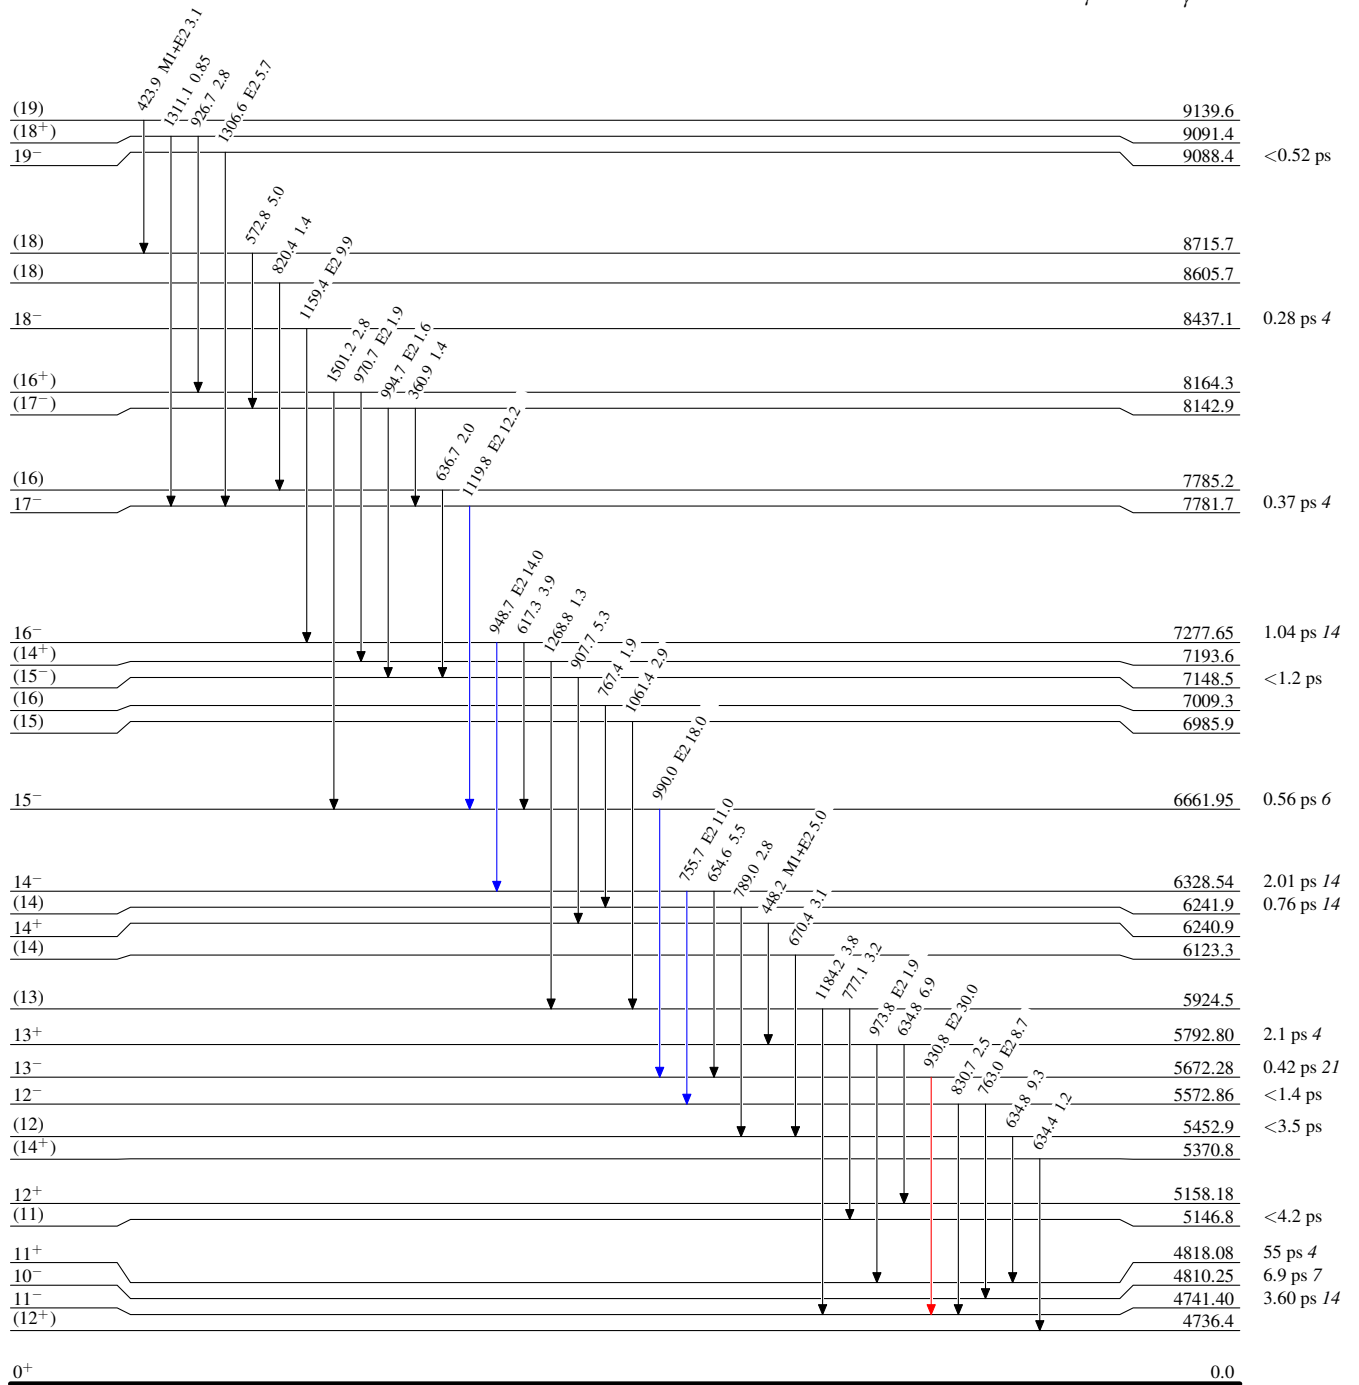 423.9 M1+E2 3.1
1311.1 0.85
926.7 2.8
1306.6 E2 5.7
(19) 9139.6
(18⁺) 9091.4
19⁻ 9088.4 <0.52 ps
572.8 5.0
820.4 1.4
(18) 8715.7
(18) 8605.7
1159.4 E2 9.9
18⁻ 8437.1 0.28 ps 4
1501.2 2.8
970.7 E2 1.9
994.7 E2 1.6
360.9 1.4
(16⁺) 8164.3
(17⁻) 8142.9
636.7 2.0
1119.8 E2 12.2
(16) 7785.2
17⁻ 7781.7 0.37 ps 4
948.7 E2 14.0
617.3 3.9
1268.8 1.3
907.7 5.3
767.4 1.9
1061.4 2.9
16⁻ 7277.65 1.04 ps 14
(14⁺) 7193.6
(15⁻) 7148.5 <1.2 ps
(16) 7009.3
(15) 6985.9
990.0 E2 18.0
15⁻ 6661.95 0.56 ps 6
755.7 E2 11.0
654.6 5.5
789.0 2.8
448.2 M1+E2 5.0
670.4 3.1
14⁻ 6328.54 2.01 ps 14
(14) 6241.9 0.76 ps 14
14⁺ 6240.9
(14) 6123.3
1184.2 3.8
777.1 3.2
973.8 E2 1.9
634.8 6.9
930.8 E2 30.0
830.7 2.5
763.0 E2 8.7
634.8 9.3
634.4 1.2
(13) 5924.5
13⁺ 5792.80 2.1 ps 4
13⁻ 5672.28 0.42 ps 21
12⁻ 5572.86 <1.4 ps
(12) 5452.9 <3.5 ps
(14⁺) 5370.8
12⁺ 5158.18
(11) 5146.8 <4.2 ps
11⁺ 4818.08 55 ps 4
10⁻ 4810.25 6.9 ps 7
11⁻ 4741.40 3.60 ps 14
(12⁺) 4736.4
0⁺ 0.0